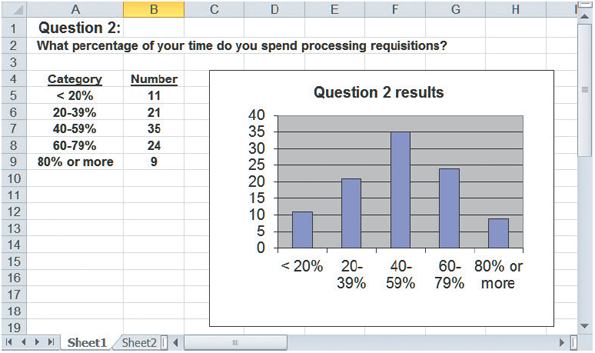 A B C D E F G H
1 Question 2:
2 What percentage of your time do you spend processing requisitions?
3
4 Category Number
5 < 20% 11
6 20-39% 21
7 40-59% 35
8 60-79% 24
9 80% or more 9
10
11
12
13
14
15
16
17
18
19
Question 2 results
40
35
30
25
20
15
10
5
0
< 20% 20- 40- 60- 80% or
39% 59% 79% more
Sheet1 Sheet2